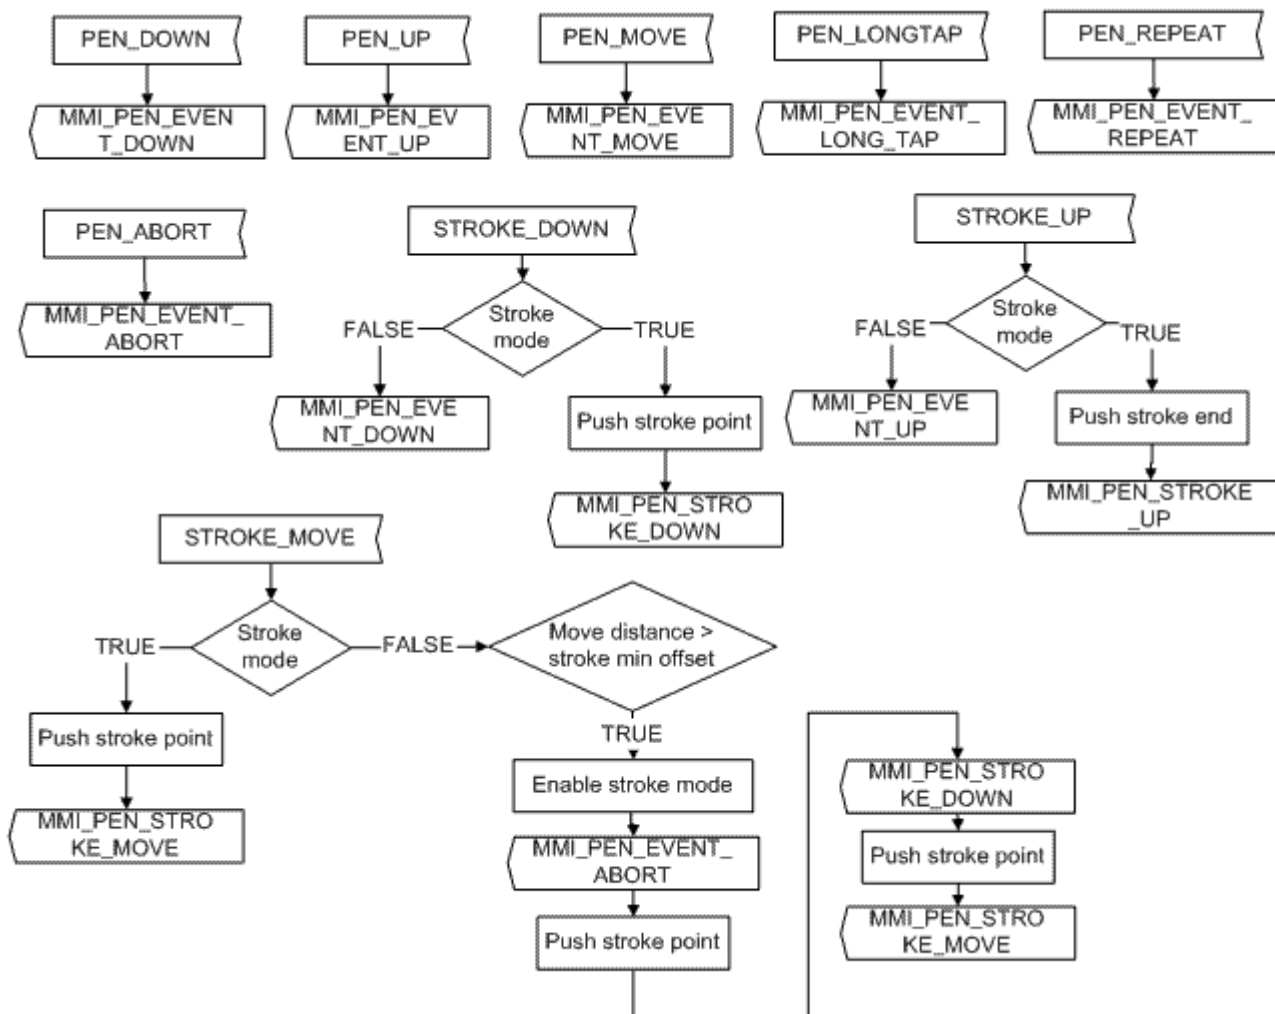 PEN_DOWN
PEN_UP
PEN_MOVE
PEN_LONGTAP
PEN_REPEAT
MMI_PEN_EVEN
T_DOWN
MMI_PEN_EV
ENT_UP
MMI_PEN_EVE
NT_MOVE
MMI_PEN_EVENT_
LONG_TAP
MMI_PEN_EVENT_
REPEAT
PEN_ABORT
MMI_PEN_EVENT_
ABORT
STROKE_DOWN
Stroke
mode
FALSE
TRUE
MMI_PEN_EVE
NT_DOWN
Push stroke point
MMI_PEN_STRO
KE_DOWN
STROKE_UP
Stroke
mode
FALSE
TRUE
MMI_PEN_EVE
NT_UP
Push stroke end
MMI_PEN_STROKE
_UP
STROKE_MOVE
Stroke
mode
TRUE
FALSE
Push stroke point
MMI_PEN_STRO
KE_MOVE
Move distance >
stroke min offset
TRUE
Enable stroke mode
MMI_PEN_EVENT_
ABORT
Push stroke point
MMI_PEN_STRO
KE_DOWN
Push stroke point
MMI_PEN_STRO
KE_MOVE